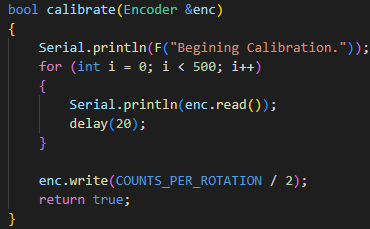 bool calibrate(Encoder &enc)
{
    Serial.println(F("Begining Calibration."));
    for (int i = 0; i < 500; i++)
    {
        Serial.println(enc.read());
        delay(20);
    }

    enc.write(COUNTS_PER_ROTATION / 2);
    return true;
}